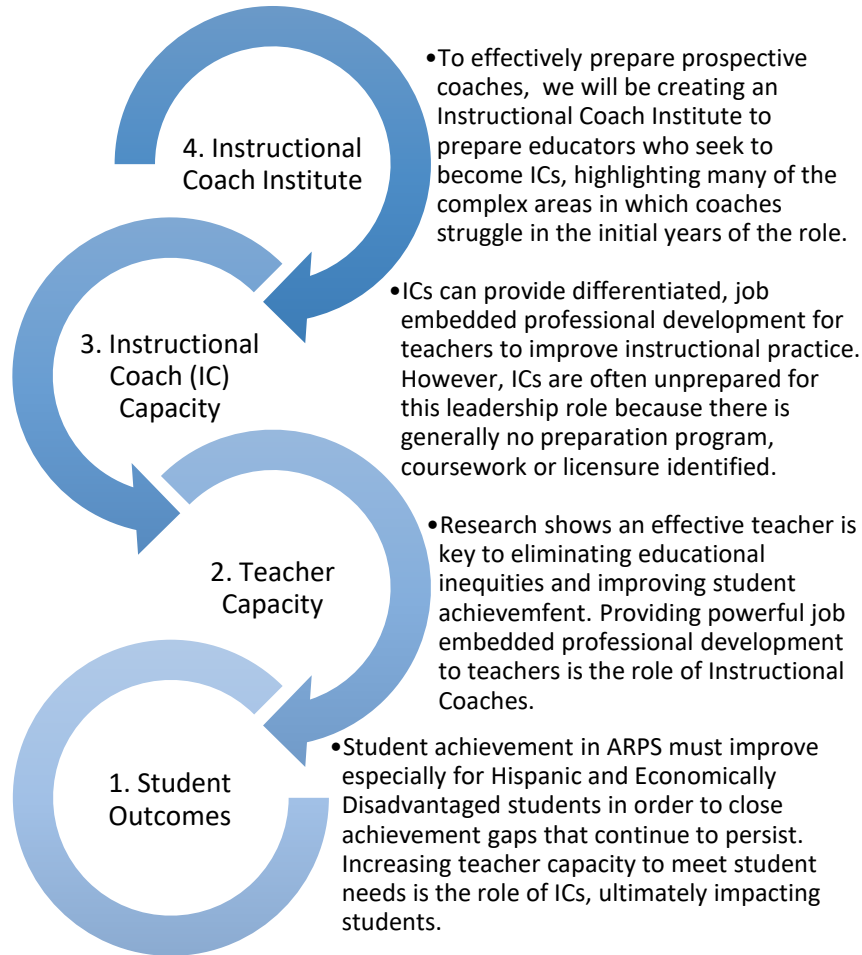 4. Instructional
Coach Institute
•To effectively prepare prospective
coaches,  we will be creating an
Instructional Coach Institute to
prepare educators who seek to
become ICs, highlighting many of the
complex areas in which coaches
struggle in the initial years of the role.
3. Instructional
Coach (IC)
Capacity
•ICs can provide differentiated, job
embedded professional development for
teachers to improve instructional practice.
However, ICs are often unprepared for
this leadership role because there is
generally no preparation program,
coursework or licensure identified.
2. Teacher
Capacity
•Research shows an effective teacher is
key to eliminating educational
inequities and improving student
achievemfent. Providing powerful job
embedded professional development
to teachers is the role of Instructional
Coaches.
1. Student
Outcomes
•Student achievement in ARPS must improve
especially for Hispanic and Economically
Disadvantaged students in order to close
achievement gaps that continue to persist.
Increasing teacher capacity to meet student
needs is the role of ICs, ultimately impacting
students.